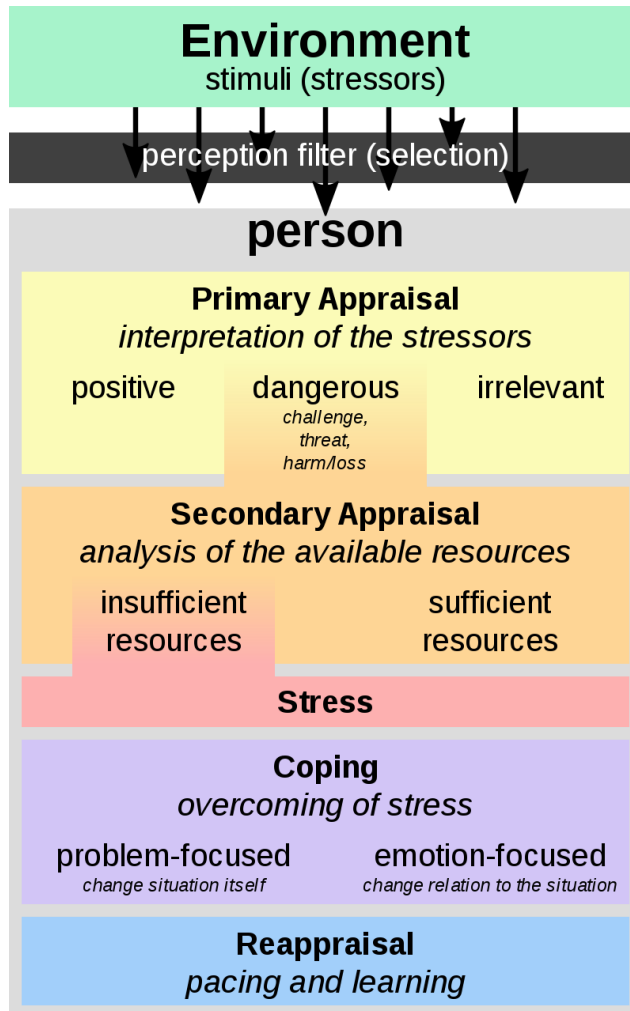 Environment
stimuli (stressors)
perception filter (selection)
person
Primary Appraisal
interpretation of the stressors
positive dangerous irrelevant
challenge,
threat,
harm/loss
Secondary Appraisal
analysis of the available resources
insufficient sufficient
resources resources
Stress
Coping
overcoming of stress
problem-focused emotion-focused
change situation itself change relation to the situation
Reappraisal
pacing and learning